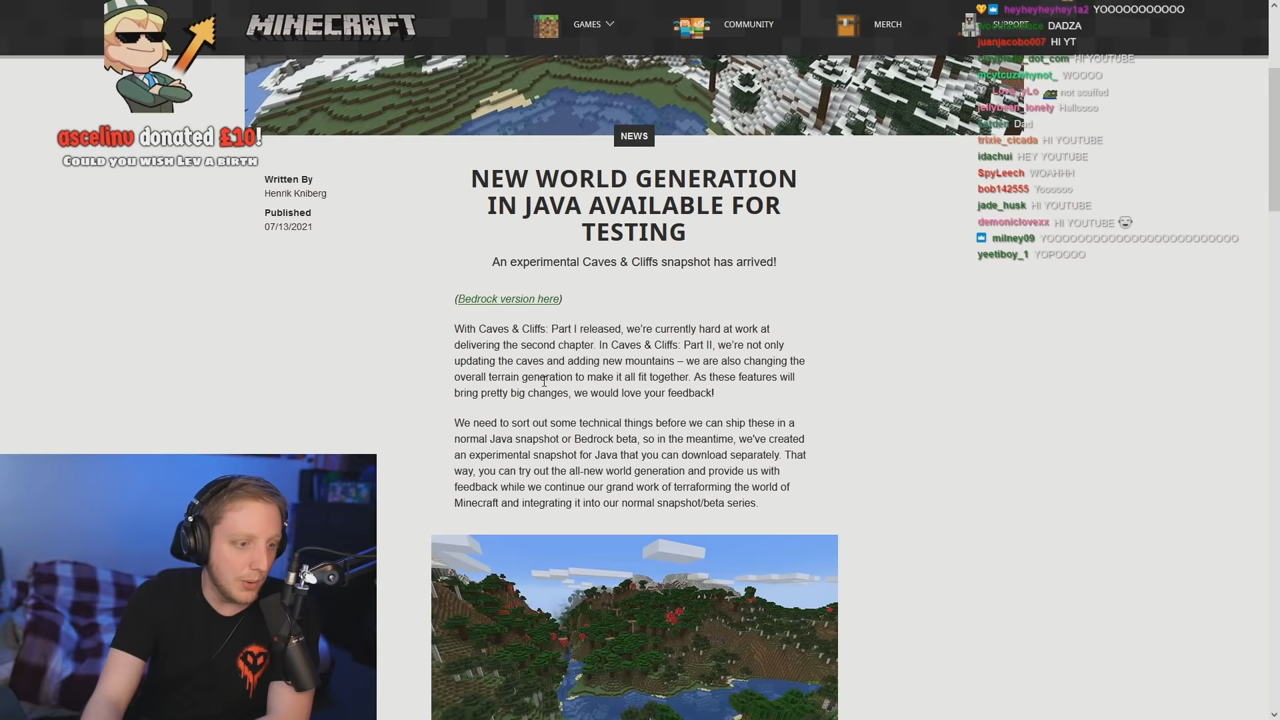 MINECRAFT
GAMES
COMMUNITY
MERCH
SUPPORT
ascelinv donated £10!
Could you wish Lev a birth
NEWS
Written By
Henrik Kniberg
Published
07/13/2021
NEW WORLD GENERATION
IN JAVA AVAILABLE FOR
TESTING
An experimental Caves & Cliffs snapshot has arrived!
(Bedrock version here)
With Caves & Cliffs: Part I released, we're currently hard at work at
delivering the second chapter. In Caves & Cliffs: Part II, we're not only
updating the caves and adding new mountains – we are also changing the
overall terrain generation to make it all fit together. As these features will
bring pretty big changes, we would love your feedback!
We need to sort out some technical things before we can ship these in a
normal Java snapshot or Bedrock beta, so in the meantime, we've created
an experimental snapshot for Java that you can download separately. That
way, you can try out the all-new world generation and provide us with
feedback while we continue our grand work of terraforming the world of
Minecraft and integrating it into our normal snapshot/beta series.
heyheyheyhey1a2 YOOOOOOOOOOO
DADZA
juanjacobo007 HI YT
HI YOUTUBE
mcytcuzwhynot_ WOOOO
not scuffed
jellybean_lonely Helloooo
Dad
trixie_cicada HI YOUTUBE
idachui HEY YOUTUBE
SpyLeech WOAHHH
bob142555 Yoooooo
jade_husk HI YOUTUBE
demoniclovexx HI YOUTUBE
milney09 YOOOOOOOOOOOOOOOOOOOOOOOO
yeetiboy_1 YOPOOOO